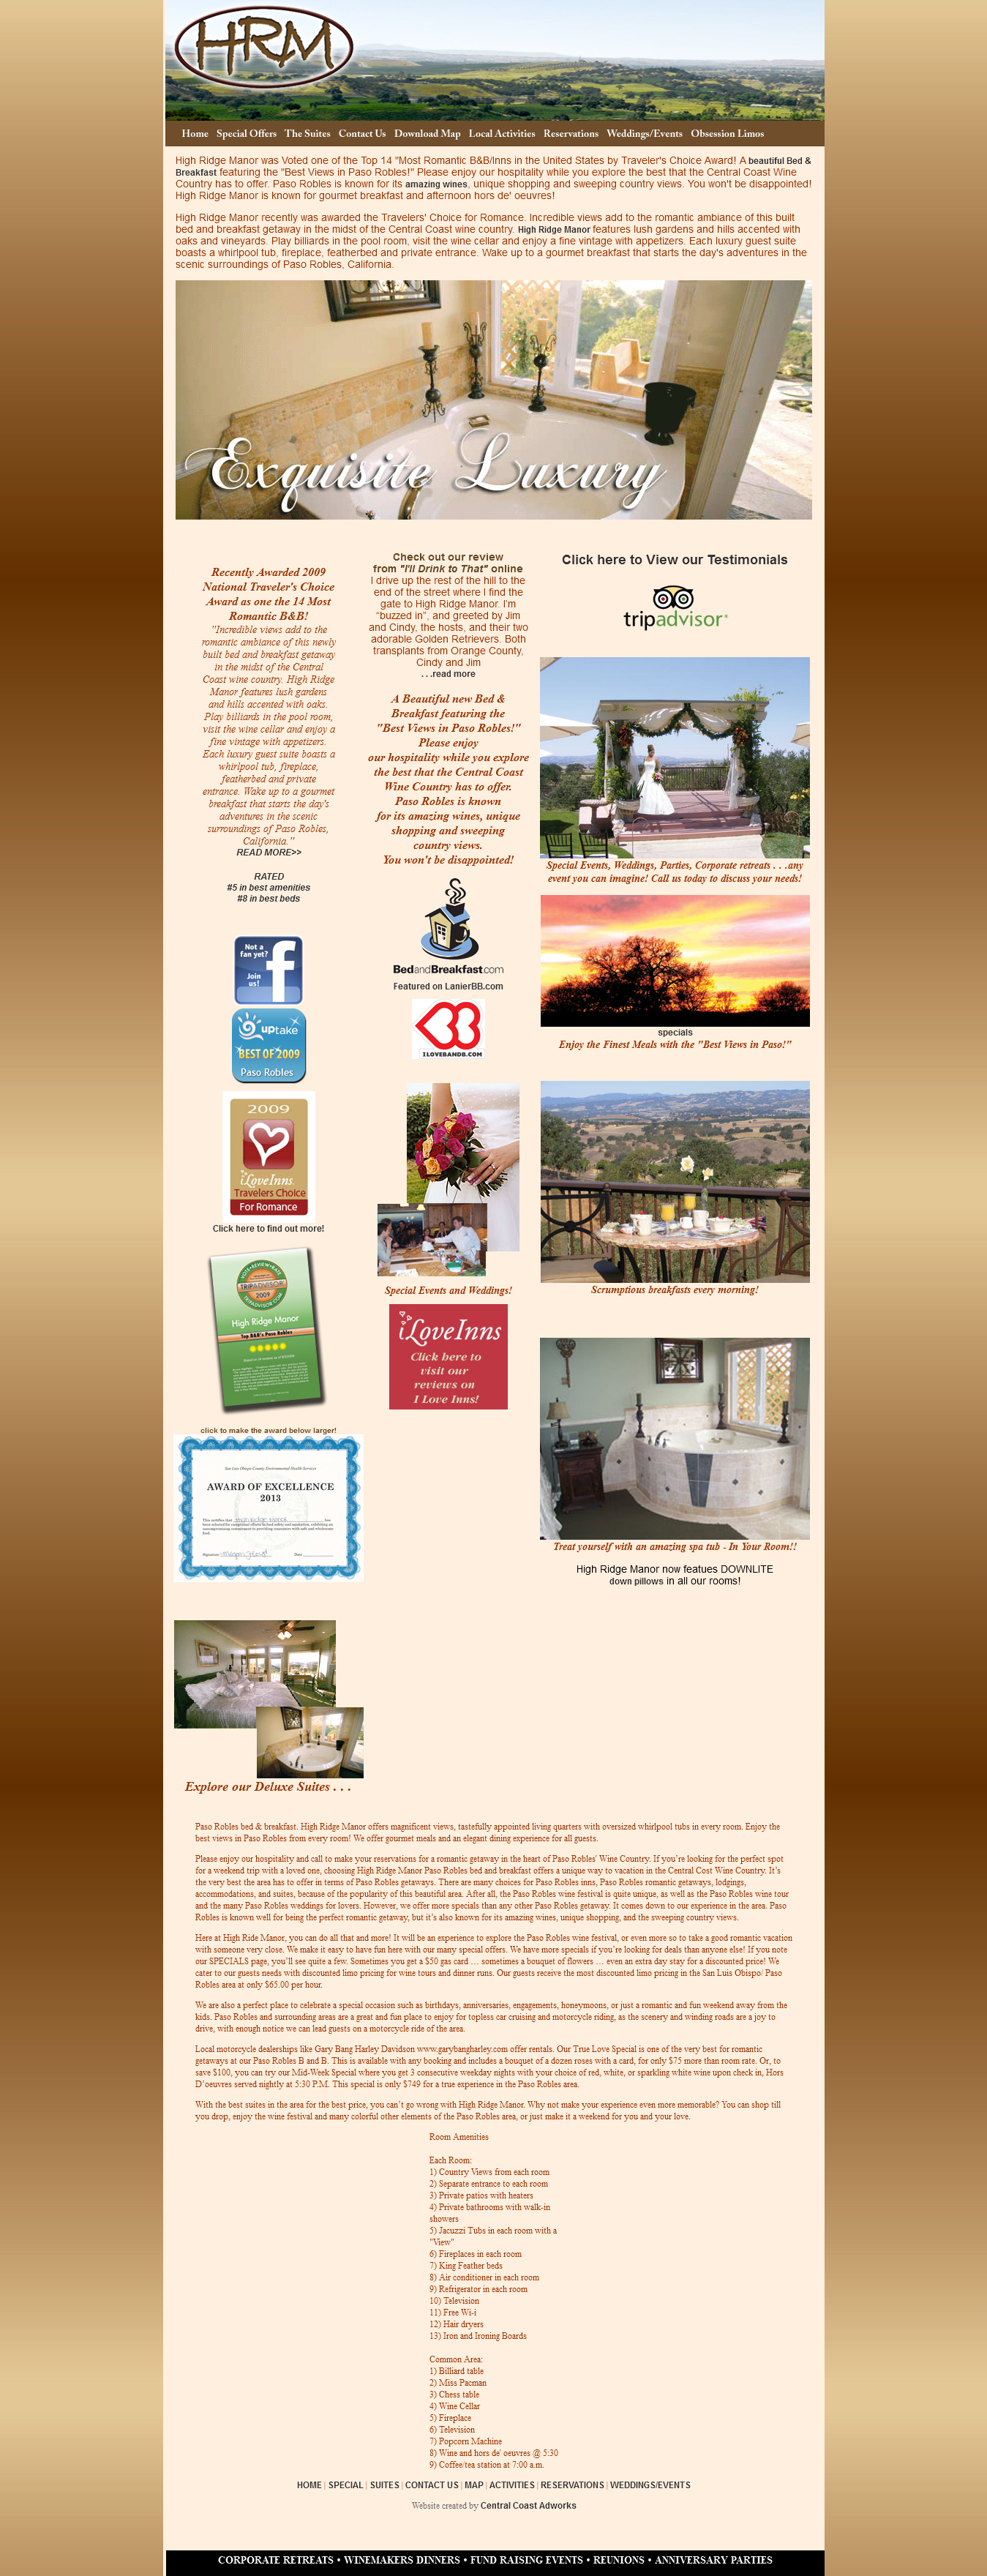 HRM
Home Special Offers The Suites Contact Us Download Map Local Activities Reservations Weddings/Events Obsession Limos
High Ridge Manor was Voted one of the Top 14 "Most Romantic B&B/Inns in the United States by Traveler's Choice Award! A beautiful Bed &
Breakfast featuring the "Best Views in Paso Robles!" Please enjoy our hospitality while you explore the best that the Central Coast Wine
Country has to offer. Paso Robles is known for its amazing wines, unique shopping and sweeping country views. You won't be disappointed!
High Ridge Manor is known for gourmet breakfast and afternoon hors de' oeuvres!
High Ridge Manor recently was awarded the Travelers' Choice for Romance. Incredible views add to the romantic ambiance of this built
bed and breakfast getaway in the midst of the Central Coast wine country. High Ridge Manor features lush gardens and hills accented with
oaks and vineyards. Play billiards in the pool room, visit the wine cellar and enjoy a fine vintage with appetizers. Each luxury guest suite
boasts a whirlpool tub, fireplace, featherbed and private entrance. Wake up to a gourmet breakfast that starts the day's adventures in the
scenic surroundings of Paso Robles, California.
Exquisite Luxury
Recently Awarded 2009
National Traveler's Choice
Award as one the 14 Most
Romantic B&B!
"Incredible views add to the
romantic ambiance of this newly
built bed and breakfast getaway
in the midst of the Central
Coast wine country. High Ridge
Manor features lush gardens
and hills accented with oaks.
Play billiards in the pool room,
visit the wine cellar and enjoy a
fine vintage with appetizers.
Each luxury guest suite boasts a
whirlpool tub, fireplace,
featherbed and private
entrance. Wake up to a gourmet
breakfast that starts the day's
adventures in the scenic
surroundings of Paso Robles,
California."
READ MORE>>
RATED
#5 in best amenities
#8 in best beds
Not a
fan yet?
Join
us!
uptake
BEST OF 2009
Paso Robles
2009
iLoveInns
Travelers Choice
For Romance
Click here to find out more!
VOTE REVIEW RATE
TRIPADVISOR
2009
TRIPADVISOR.COM
High Ridge Manor
Top B&B's Paso Robles
click to make the award below larger!
San Luis Obispo County Environmental Health Services
AWARD OF EXCELLENCE
2013
This certifies that High Ridge Manor
Signature
Date
Explore our Deluxe Suites . . .
Check out our review
from "I'll Drink to That" online
I drive up the rest of the hill to the
end of the street where I find the
gate to High Ridge Manor. I'm
"buzzed in", and greeted by Jim
and Cindy, the hosts, and their two
adorable Golden Retrievers. Both
transplants from Orange County,
Cindy and Jim
. . .read more
A Beautiful new Bed &
Breakfast featuring the
"Best Views in Paso Robles!"
Please enjoy
our hospitality while you explore
the best that the Central Coast
Wine Country has to offer.
Paso Robles is known
for its amazing wines, unique
shopping and sweeping
country views.
You won't be disappointed!
BedandBreakfast.com
Featured on LanierBB.com
ILOVEBANDB.COM
Special Events and Weddings!
iLoveInns
Click here to
visit our
reviews on
I Love Inns!
Click here to View our Testimonials
tripadvisor®
Special Events, Weddings, Parties, Corporate retreats . . .any
event you can imagine! Call us today to discuss your needs!
specials
Enjoy the Finest Meals with the "Best Views in Paso!"
Scrumptious breakfasts every morning!
Treat yourself with an amazing spa tub - In Your Room!!
High Ridge Manor now featues DOWNLITE
down pillows in all our rooms!
Paso Robles bed & breakfast. High Ridge Manor offers magnificent views, tastefully appointed living quarters with oversized whirlpool tubs in every room. Enjoy the
best views in Paso Robles from every room! We offer gourmet meals and an elegant dining experience for all guests.
Please enjoy our hospitality and call to make your reservations for a romantic getaway in the heart of Paso Robles' Wine Country. If you're looking for the perfect spot
for a weekend trip with a loved one, choosing High Ridge Manor Paso Robles bed and breakfast offers a unique way to vacation in the Central Cost Wine Country. It's
the very best the area has to offer in terms of Paso Robles getaways. There are many choices for Paso Robles inns, Paso Robles romantic getaways, lodgings,
accommodations, and suites, because of the popularity of this beautiful area. After all, the Paso Robles wine festival is quite unique, as well as the Paso Robles wine tour
and the many Paso Robles weddings for lovers. However, we offer more specials than any other Paso Robles getaway. It comes down to our experience in the area. Paso
Robles is known well for being the perfect romantic getaway, but it's also known for its amazing wines, unique shopping, and the sweeping country views.
Here at High Ride Manor, you can do all that and more! It will be an experience to explore the Paso Robles wine festival, or even more so to take a good romantic vacation
with someone very close. We make it easy to have fun here with our many special offers. We have more specials if you're looking for deals than anyone else! If you note
our SPECIALS page, you'll see quite a few. Sometimes you get a $50 gas card … sometimes a bouquet of flowers … even an extra day stay for a discounted price! We
cater to our guests needs with discounted limo pricing for wine tours and dinner runs. Our guests receive the most discounted limo pricing in the San Luis Obispo/ Paso
Robles area at only $65.00 per hour.
We are also a perfect place to celebrate a special occasion such as birthdays, anniversaries, engagements, honeymoons, or just a romantic and fun weekend away from the
kids. Paso Robles and surrounding areas are a great and fun place to enjoy for topless car cruising and motorcycle riding, as the scenery and winding roads are a joy to
drive, with enough notice we can lead guests on a motorcycle ride of the area.
Local motorcycle dealerships like Gary Bang Harley Davidson www.garybangharley.com offer rentals. Our True Love Special is one of the very best for romantic
getaways at our Paso Robles B and B. This is available with any booking and includes a bouquet of a dozen roses with a card, for only $75 more than room rate. Or, to
save $100, you can try our Mid-Week Special where you get 3 consecutive weekday nights with your choice of red, white, or sparkling white wine upon check in, Hors
D'oeuvres served nightly at 5:30 P.M. This special is only $749 for a true experience in the Paso Robles area.
With the best suites in the area for the best price, you can't go wrong with High Ridge Manor. Why not make your experience even more memorable? You can shop till
you drop, enjoy the wine festival and many colorful other elements of the Paso Robles area, or just make it a weekend for you and your love.
Room Amenities
Each Room:
1) Country Views from each room
2) Separate entrance to each room
3) Private patios with heaters
4) Private bathrooms with walk-in
showers
5) Jacuzzi Tubs in each room with a
"View"
6) Fireplaces in each room
7) King Feather beds
8) Air conditioner in each room
9) Refrigerator in each room
10) Television
11) Free Wi-i
12) Hair dryers
13) Iron and Ironing Boards
Common Area:
1) Billiard table
2) Miss Pacman
3) Chess table
4) Wine Cellar
5) Fireplace
6) Television
7) Popcorn Machine
8) Wine and hors de' oeuvres @ 5:30
9) Coffee/tea station at 7:00 a.m.
HOME | SPECIAL | SUITES | CONTACT US | MAP | ACTIVITIES | RESERVATIONS | WEDDINGS/EVENTS
Website created by Central Coast Adworks
CORPORATE RETREATS • WINEMAKERS DINNERS • FUND RAISING EVENTS • REUNIONS • ANNIVERSARY PARTIES